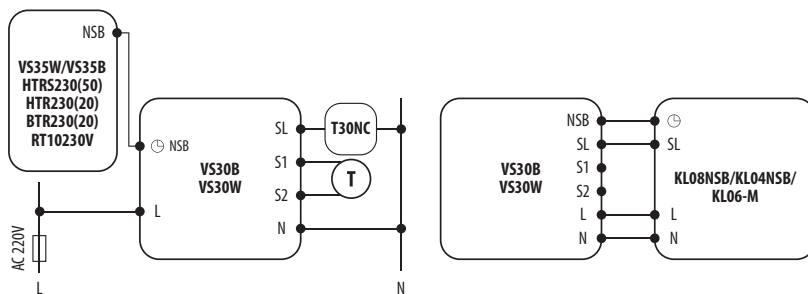 NSB
VS35W/VS35B
HTRS230(50)
HTR230(20)
BTR230(20)
RT10230V
NSB
L
VS30B
VS30W
SL
S1
S2
N
T30NC
T
AC 220V
L
N
VS30B
VS30W
NSB
SL
S1
S2
L
N
SL
L
N
KL08NSB/KL04NSB/
KL06-M